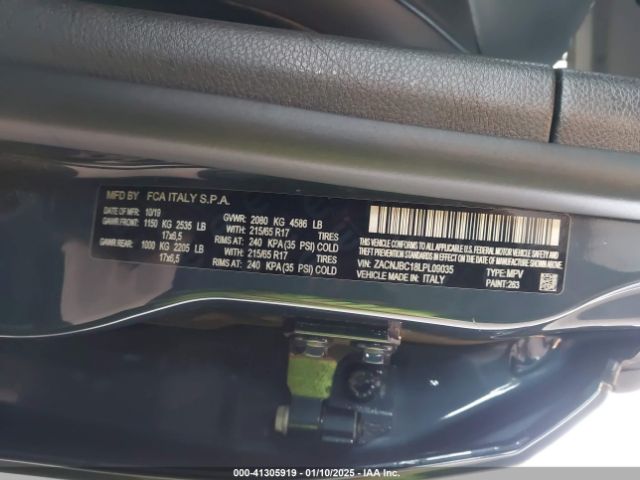 MFD BY FCA ITALY S.P.A.
DATE: 10/19 GVWR: 2080 KG 4586 LB
GAWR FRONT: 1150 KG 2535 LB WITH: 215/65 R17 TIRES
17x6,5 RIMS AT: 240 KPA(35 PSI) COLD
GAWR REAR: 1000 KG 2205 LB WITH: 215/65 R17 TIRES
17x6,5 RIMS AT: 240 KPA (35 PSI) COLD
THIS VEHICLE CONFORMS TO ALL APPLICABLE
FEDERAL MOTOR VEHICLE SAFETY, BUMPER, AND
THEFT PREVENTION STANDARDS IN EFFECT ON THE DATE
OF MANUFACTURE SHOWN ABOVE.
VIN: ZACNJBC18LPL09035
VEHICLE MADE IN: ITALY
TYPE: MPV
PAINT: 263
000-41305919 - 01/10/2025 - IAA Inc.